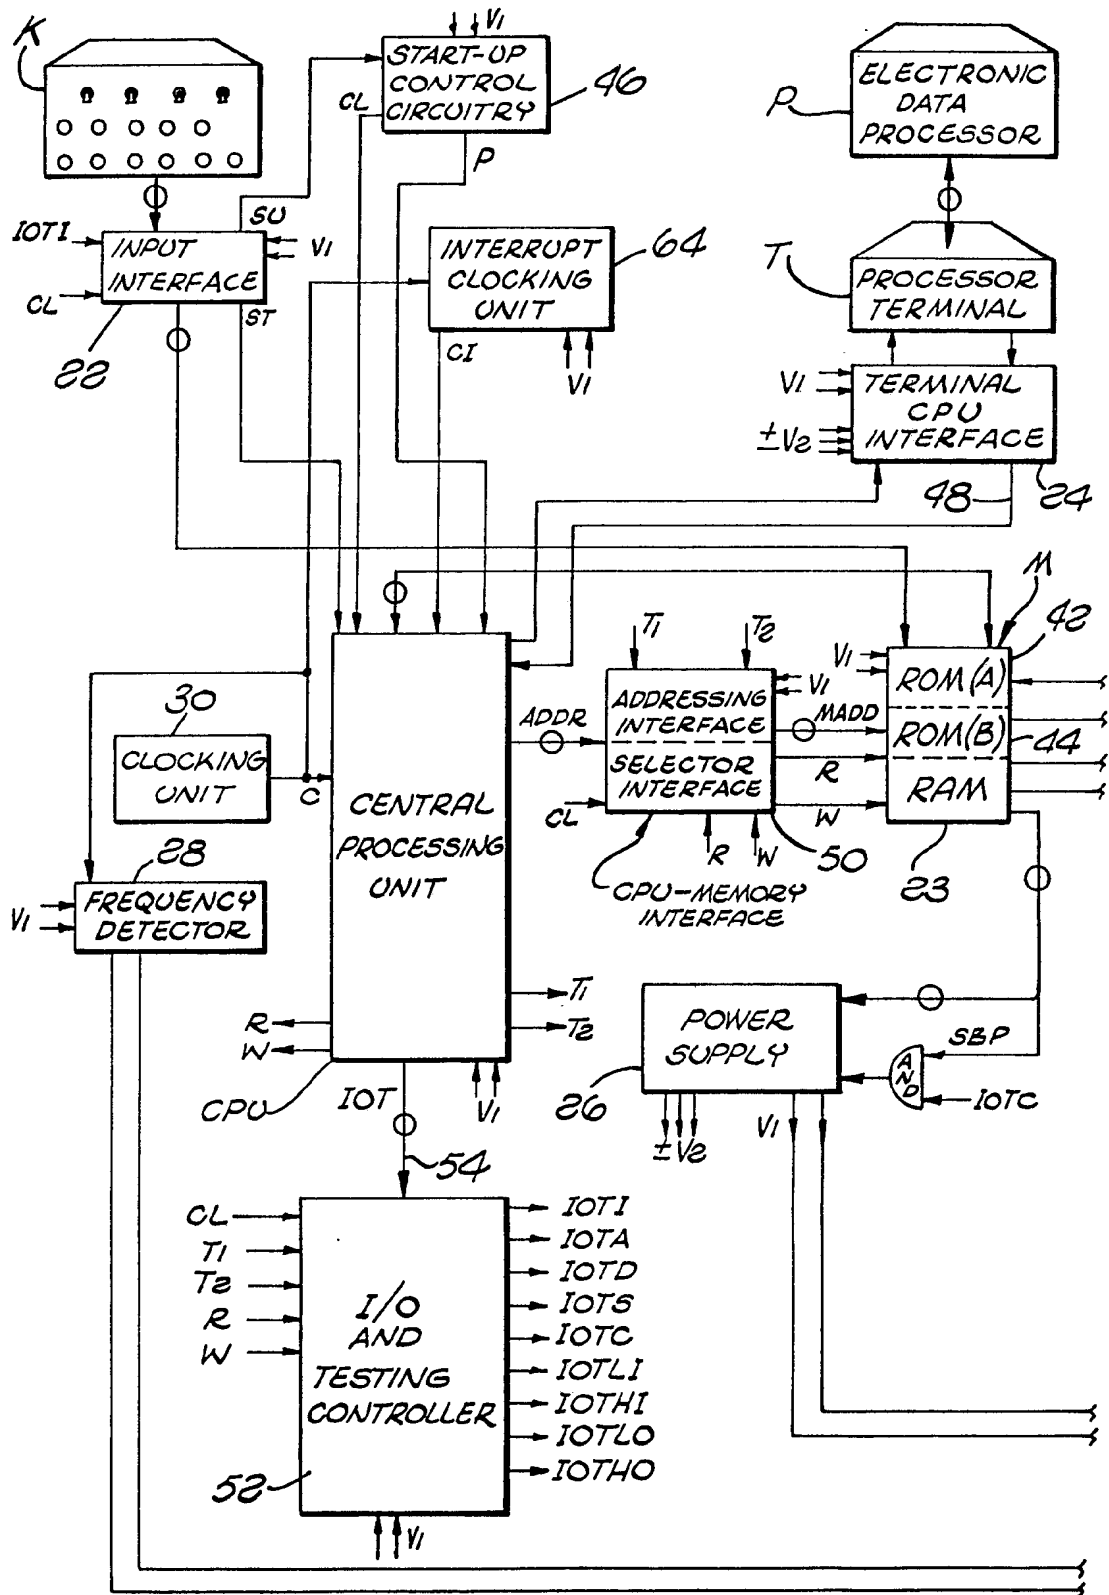 K
V1
START-UP
CONTROL
CIRCUITRY
46
CL
P
ELECTRONIC
DATA
PROCESSOR
P
SU
IOTI
INPUT
INTERFACE
V1
CL
ST
22
INTERRUPT
CLOCKING
UNIT
64
CI
V1
T
PROCESSOR
TERMINAL
V1
±V2
TERMINAL
CPU
INTERFACE
48
24
M
42
T1
T2
V1
V1
ROM(A)
ADDRESSING
INTERFACE
MADD
ROM(B)
44
ADDR
SELECTOR
INTERFACE
R
RAM
CL
W
R
W
50
23
CPU-MEMORY
INTERFACE
30
CLOCKING
UNIT
C
CENTRAL
PROCESSING
UNIT
28
V1
FREQUENCY
DETECTOR
T1
T2
R
W
CPU
IOT
V1
54
POWER
SUPPLY
26
SBP
AND
IOTC
±V2
V1
CL
T1
T2
R
W
I/O
AND
TESTING
CONTROLLER
52
V1
IOTI
IOTA
IOTD
IOTS
IOTC
IOTLI
IOTHI
IOTLO
IOTHO